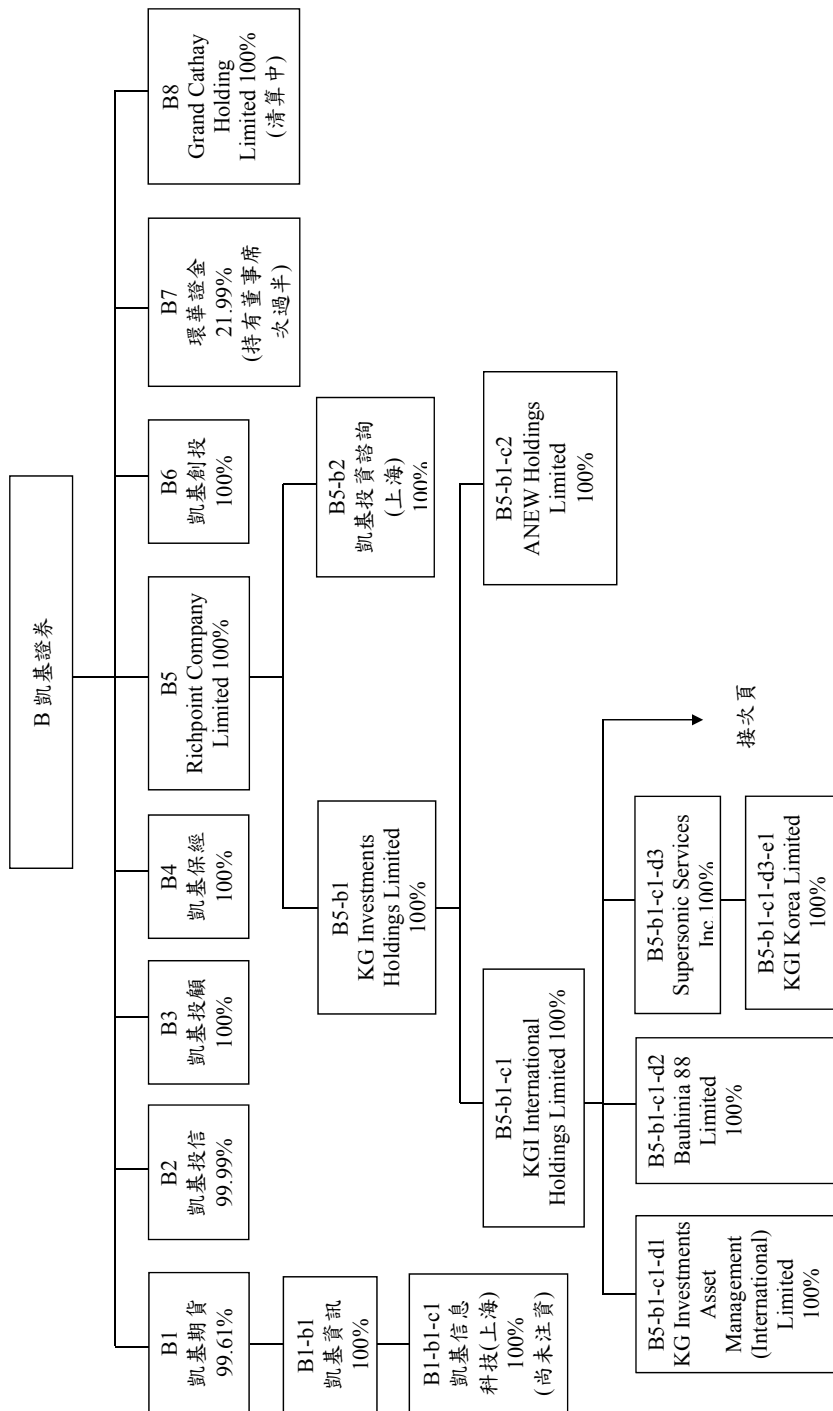 B 凱基證券
B1
凱基期貨
99.61%
B2
凱基投信
99.99%
B3
凱基投顧
100%
B4
凱基保經
100%
B5
Richpoint Company
Limited 100%
B6
凱基創投
100%
B7
環華證金
21.99%
(持有董事席
次過半)
B8
Grand Cathay
Holding
Limited 100%
(清算中)
B1-b1
凱基資訊
100%
B5-b1
KG Investments
Holdings Limited
100%
B5-b2
凱基投資諮詢
(上海)
100%
B1-b1-c1
凱基信息
科技(上海)
100%
(尚未注資)
B5-b1-c1
KGI International
Holdings Limited 100%
B5-b1-c2
ANEW Holdings
Limited
100%
B5-b1-c1-d1
KG Investments
Asset
Management
(International)
Limited
100%
B5-b1-c1-d2
Bauhinia 88
Limited
100%
B5-b1-c1-d3
Supersonic Services
Inc 100%
接次頁
B5-b1-c1-d3-e1
KGI Korea Limited
100%